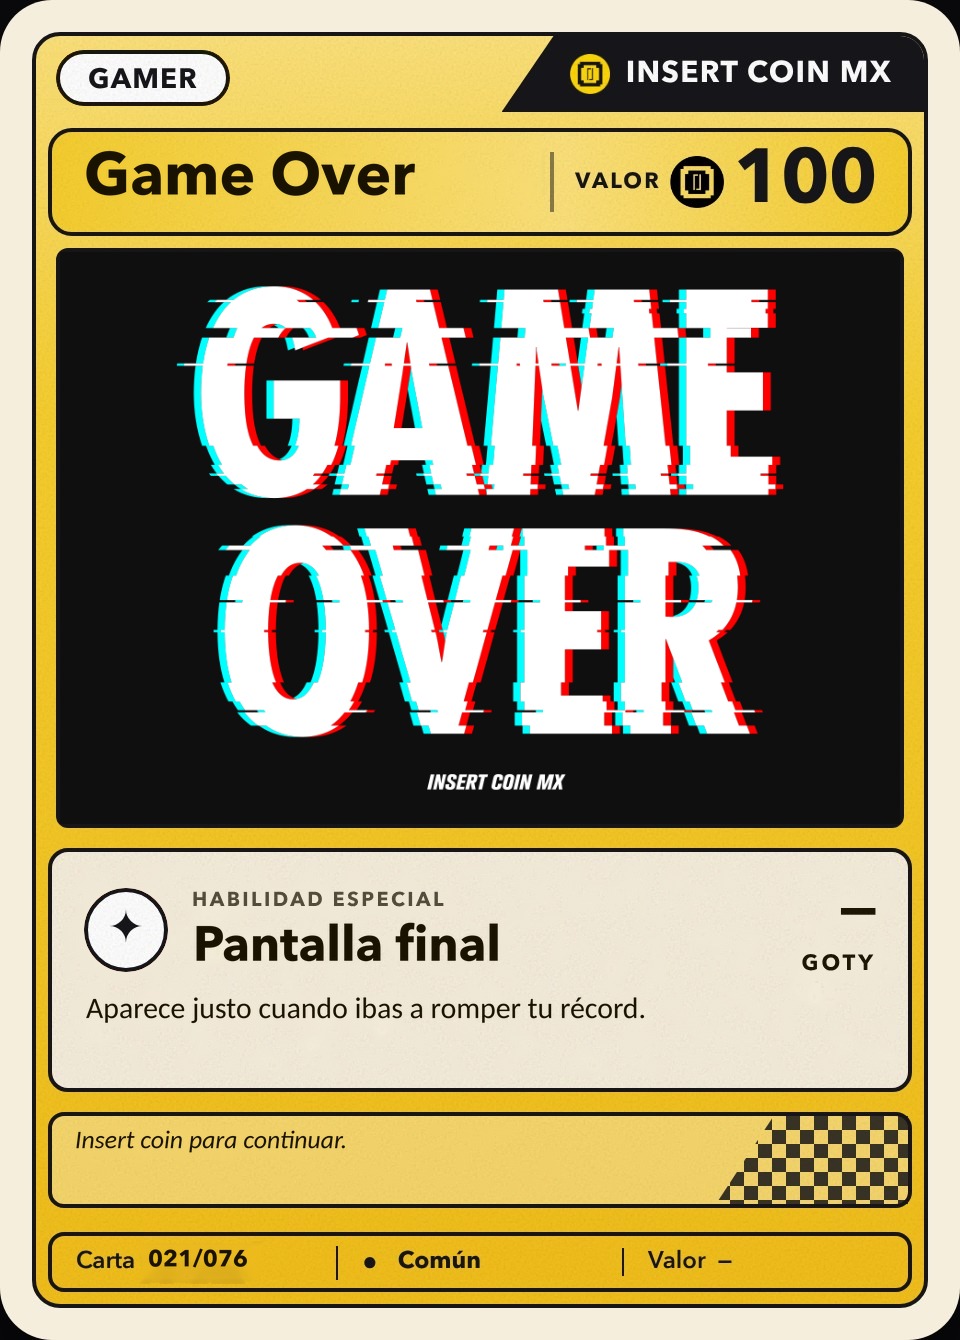 GAMER
INSERT COIN MX
Game Over
VALOR 100
GAME
OVER
INSERT COIN MX
HABILIDAD ESPECIAL
Pantalla final
–
GOTY
Aparece justo cuando ibas a romper tu récord.
Insert coin para continuar.
Carta 021/076 • Común Valor –